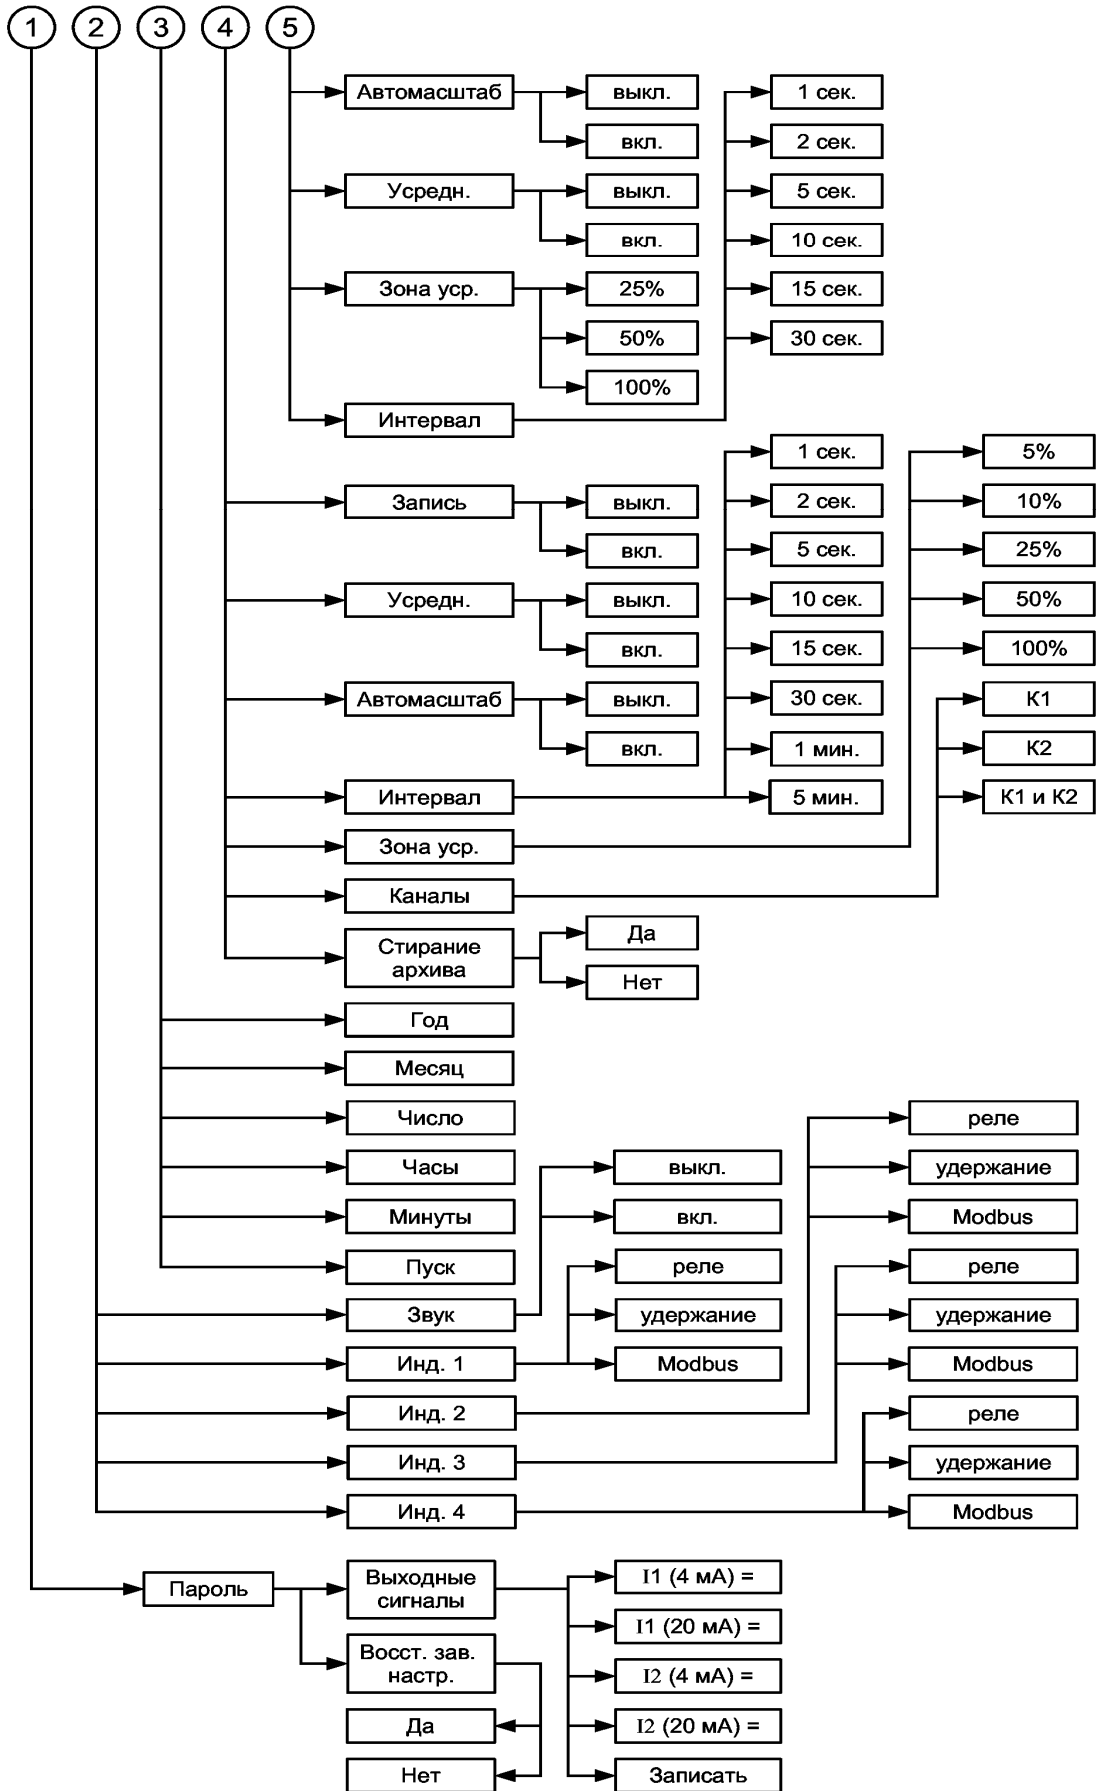 1 2 3 4 5
Автомасштаб выкл. 1 сек.
вкл. 2 сек.
Усредн. выкл. 5 сек.
вкл. 10 сек.
Зона уср. 25% 15 сек.
50% 30 сек.
100%
Интервал
1 сек. 5%
Запись выкл. 2 сек. 10%
вкл. 5 сек. 25%
Усредн. выкл. 10 сек. 50%
вкл. 15 сек. 100%
Автомасштаб выкл. 30 сек. К1
вкл. 1 мин. К2
Интервал 5 мин. К1 и К2
Зона уср.
Каналы
Стирание
архива
Да
Нет
Год
Месяц
Число реле
Часы выкл. удержание
Минуты вкл. Modbus
Пуск реле реле
Звук удержание удержание
Инд. 1 Modbus Modbus
Инд. 2 реле
Инд. 3 удержание
Инд. 4 Modbus
Пароль
Выходные
сигналы
I1 (4 мА) =
I1 (20 мА) =
Восст. зав.
настр.
I2 (4 мА) =
Да I2 (20 мА) =
Нет Записать